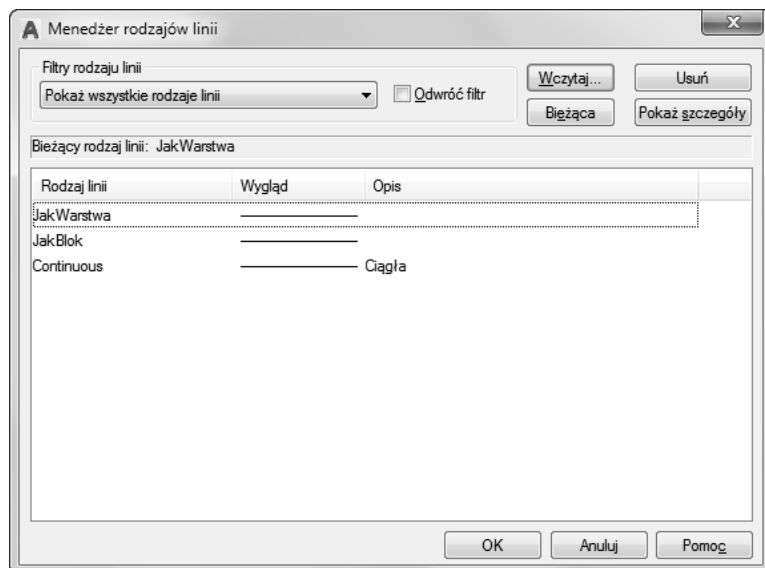 Menedżer rodzajów linii
Filtry rodzaju linii
Pokaż wszystkie rodzaje linii
Odwróć filtr
Wczytaj...
Usuń
Bieżąca
Pokaż szczegóły
Bieżący rodzaj linii: JakWarstwa
Rodzaj linii Wygląd Opis
JakWarstwa
JakBlok
Continuous Ciągła
OK Anuluj Pomoc